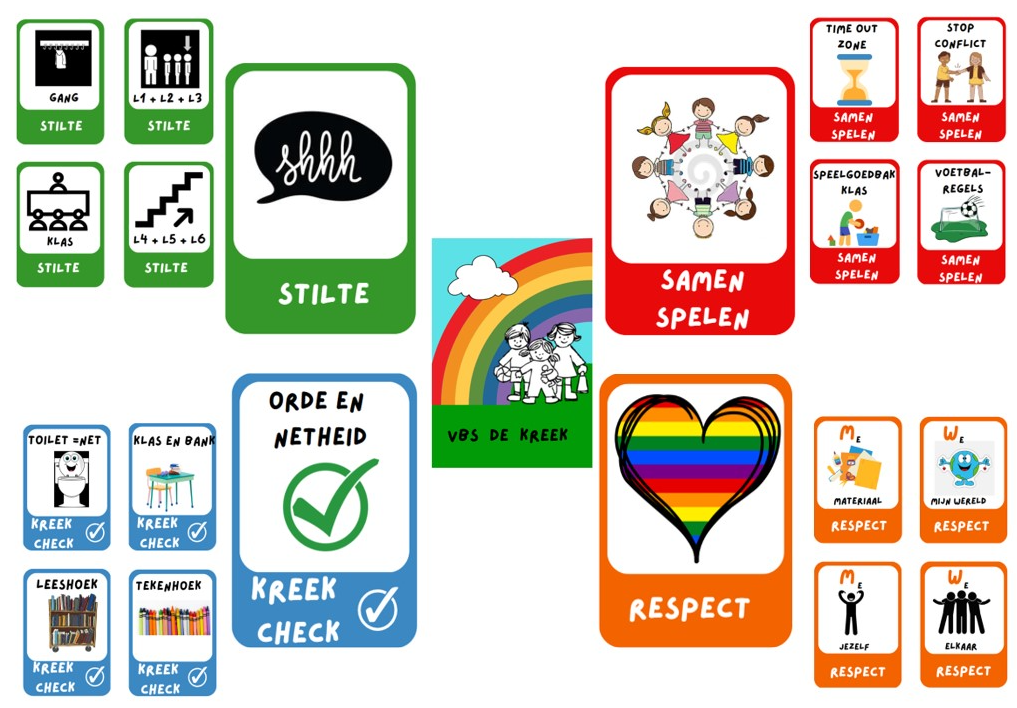 GANG
STILTE
L1 + L2 + L3
STILTE
KLAS
STILTE
L4 + L5 + L6
STILTE
shhh
STILTE
SAMEN
SPELEN
TIME OUT
ZONE
SAMEN
SPELEN
STOP
CONFLICT
SAMEN
SPELEN
SPEELGOEDBAK
KLAS
SAMEN
SPELEN
VOETBAL-
REGELS
SAMEN
SPELEN
VBS DE KREEK
TOILET =NET
KREEK
CHECK
KLAS EN BANK
KREEK
CHECK
LEESHOEK
KREEK
CHECK
TEKENHOEK
KREEK
CHECK
ORDE EN
NETHEID
KREEK
CHECK
RESPECT
ME
MATERIAAL
RESPECT
WE
MIJN WERELD
RESPECT
ME
JEZELF
RESPECT
WE
ELKAAR
RESPECT